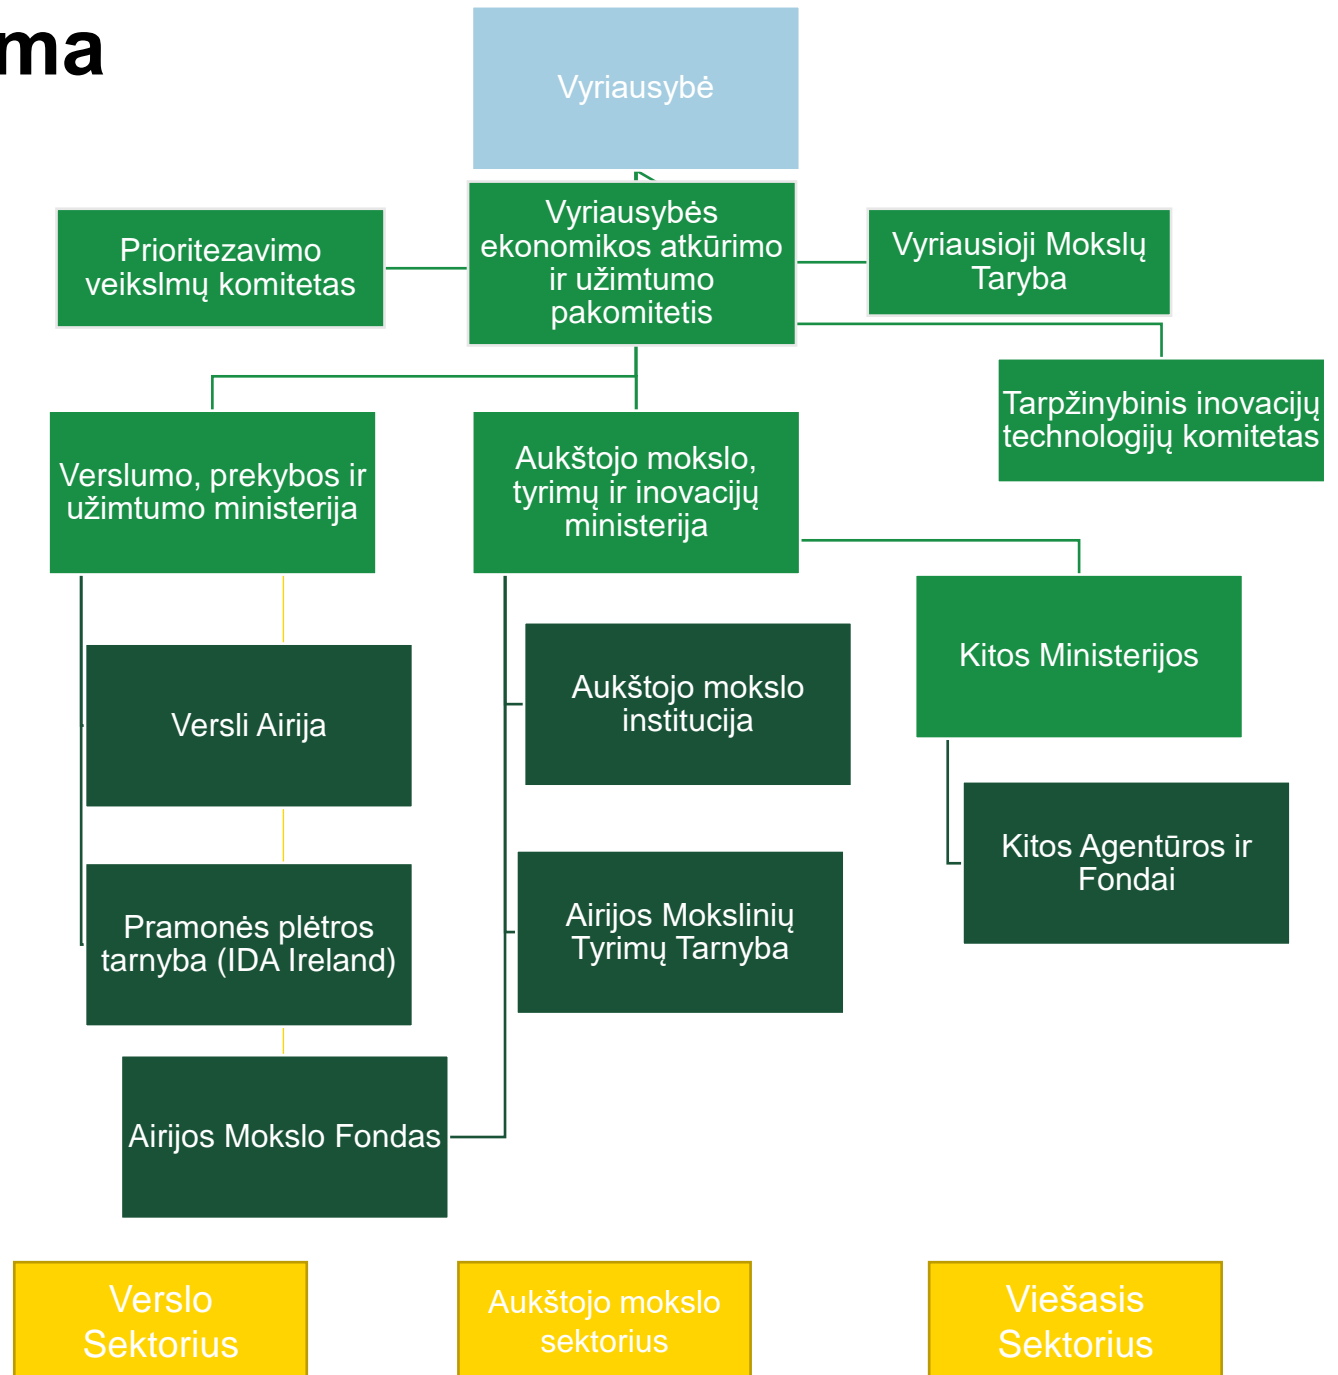 ma
Vyriausybė
Prioritezavimo
veikslmų komitetas
Vyriausybės
ekonomikos atkūrimo
ir užimtumo
pakomitetis
Vyriausioji Mokslų
Taryba
Tarpžinybinis inovacijų
technologijų komitetas
Verslumo, prekybos ir
užimtumo ministerija
Aukštojo mokslo,
tyrimų ir inovacijų
ministerija
Kitos Ministerijos
Versli Airija
Aukštojo mokslo
institucija
Kitos Agentūros ir
Fondai
Pramonės plėtros
tarnyba (IDA Ireland)
Airijos Mokslinių
Tyrimų Tarnyba
Airijos Mokslo Fondas
Verslo
Sektorius
Aukštojo mokslo
sektorius
Viešasis
Sektorius